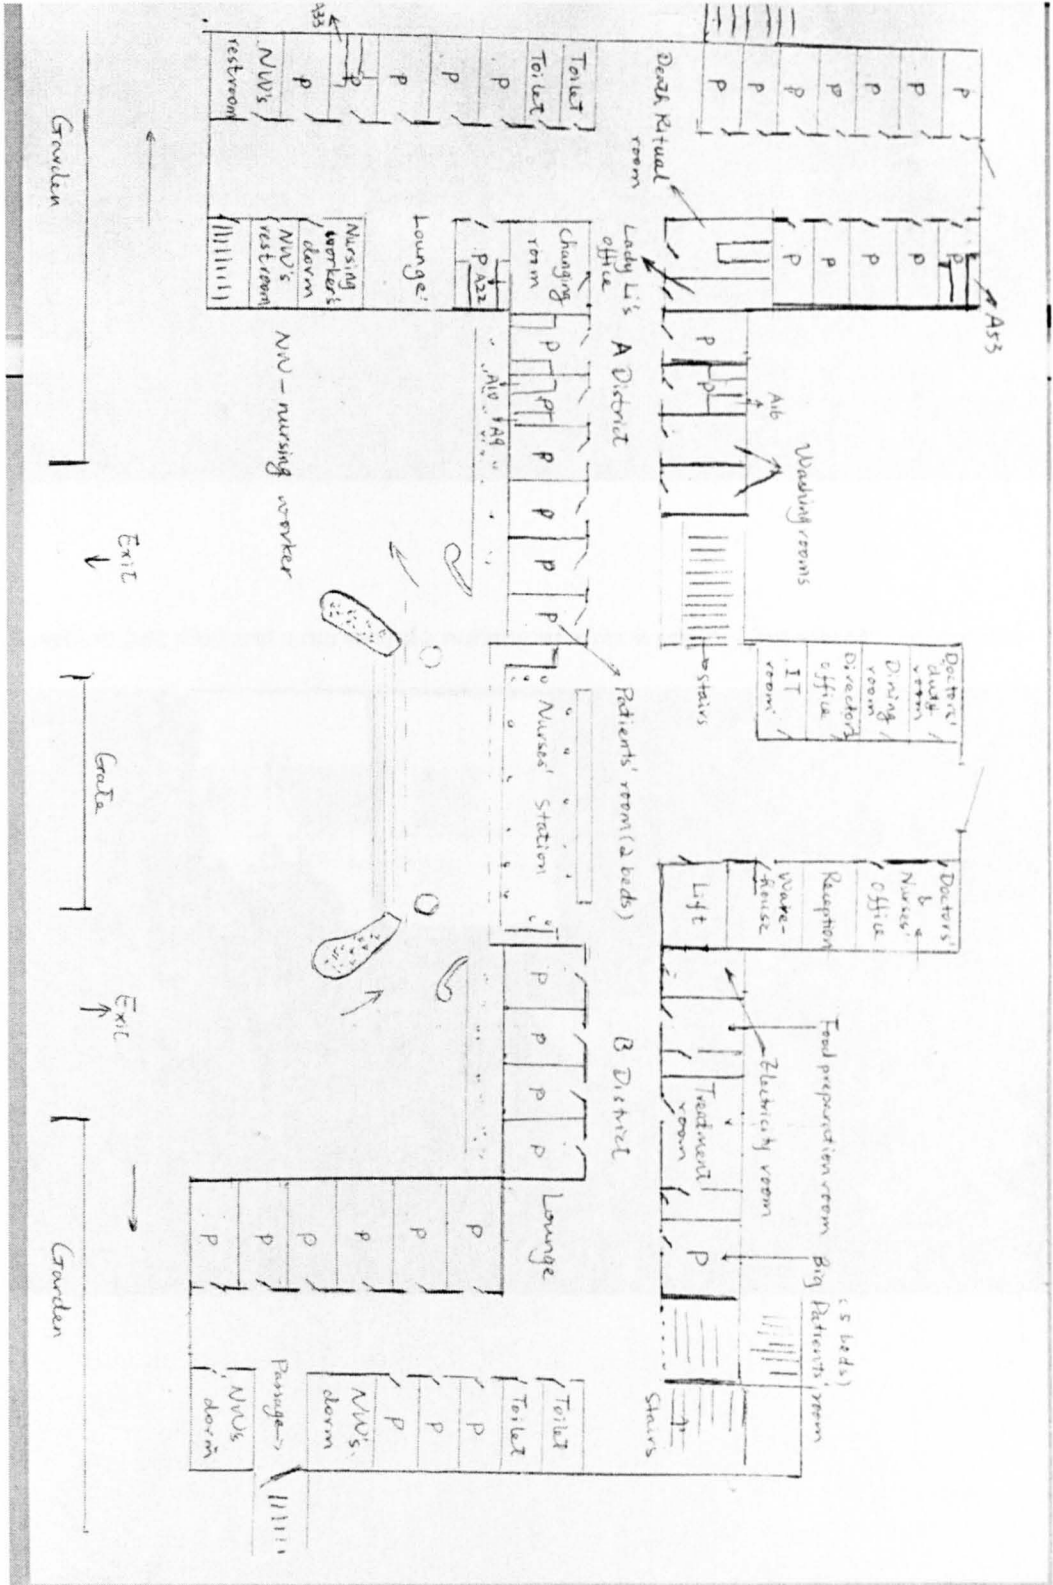 A53
P
P
P
P
P
P
P
P
P
P
P
P
Death Ritual
room
Lady Li's
office
P
P
A16
Washing rooms
stairs
Doctors'
duty
room
Dining
room
Director's
office
IT
room
Doctors'
&
Nurses'
office
Reception
Ware-
house
Lift
Food preparation room
Electricity room
Treatment
room
P
Big Patients' room
(5 beds)
Stairs
A District
Patients' room (2 beds)
B District
Toilet
Toilet
P
P
P
P
P
A33
NW's
restroom
Changing
room
P
A22
Lounge
Nursing
worker's
dorm
NW's
restroom
P
P
P
P
P
P
A10
A9
Nurses' Station
P
P
P
P
Lounge
P
P
P
P
P
P
Toilet
Toilet
P
P
P
NW's
dorm
Passage
NW's
dorm
NW - nursing worker
Garden
Exit
Gate
Exit
Garden